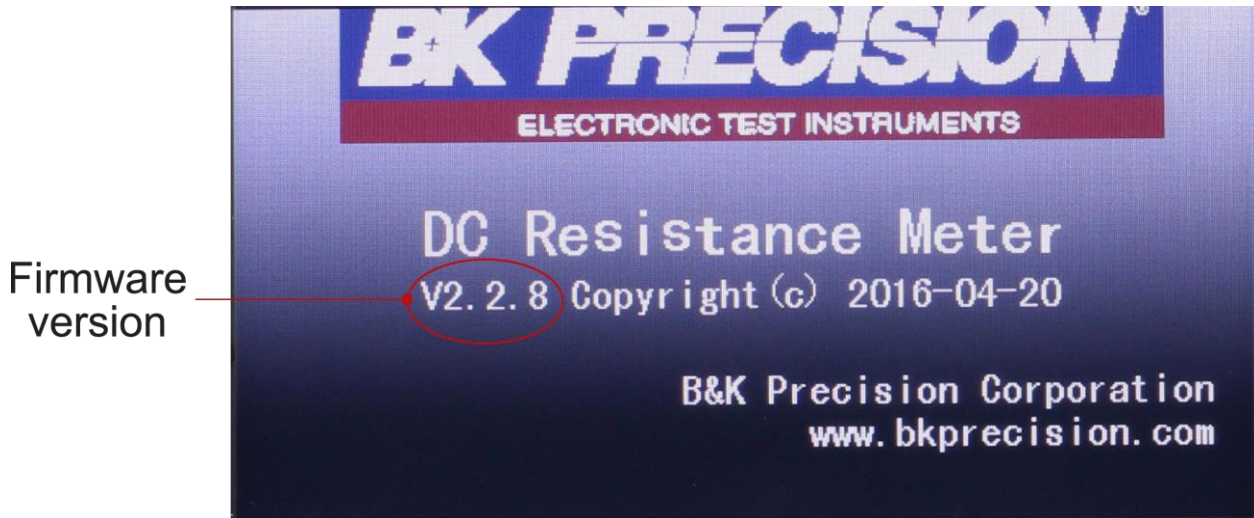 B+K PRECISION®
ELECTRONIC TEST INSTRUMENTS
DC Resistance Meter
Firmware version
V2.2.8 Copyright(c) 2016-04-20
B&K Precision Corporation
www.bkprecision.com